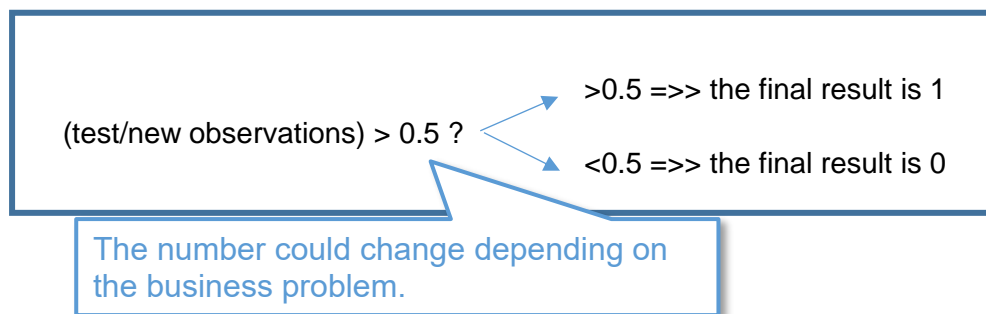 >0.5 =>> the final result is 1
(test/new observations) > 0.5 ?
<0.5 =>> the final result is 0
The number could change depending on
the business problem.